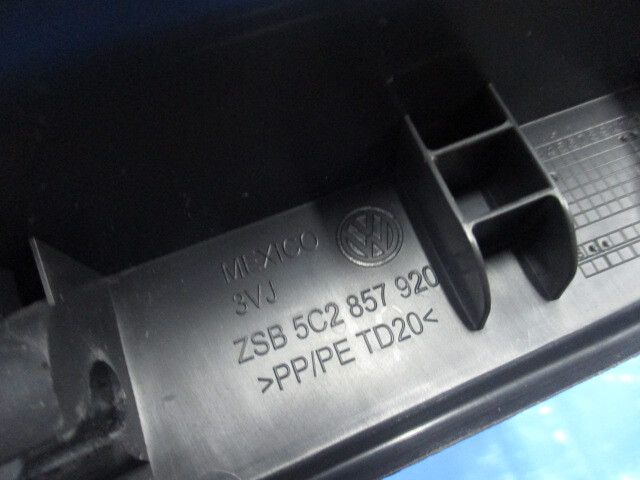 MEXICO
3VJ
ZSB 5C2 857 920
>PP/PE TD20<